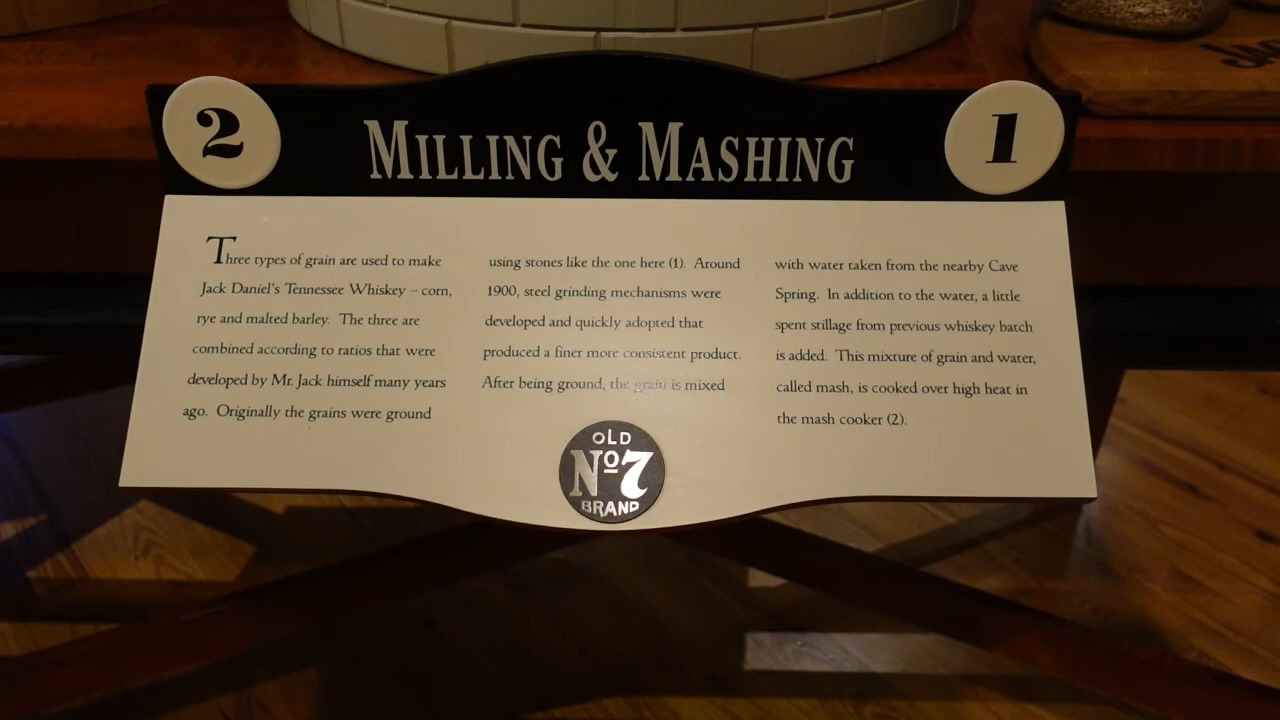 2
MILLING & MASHING
1
Three types of grain are used to make
Jack Daniel's Tennessee Whiskey – corn,
rye and malted barley. The three are
combined according to ratios that were
developed by Mr. Jack himself many years
ago. Originally the grains were ground
using stones like the one here (1). Around
1900, steel grinding mechanisms were
developed and quickly adopted that
produced a finer more consistent product.
After being ground, the grain is mixed
with water taken from the nearby Cave
Spring. In addition to the water, a little
spent stillage from previous whiskey batch
is added. This mixture of grain and water,
called mash, is cooked over high heat in
the mash cooker (2).
OLD
No7
BRAND